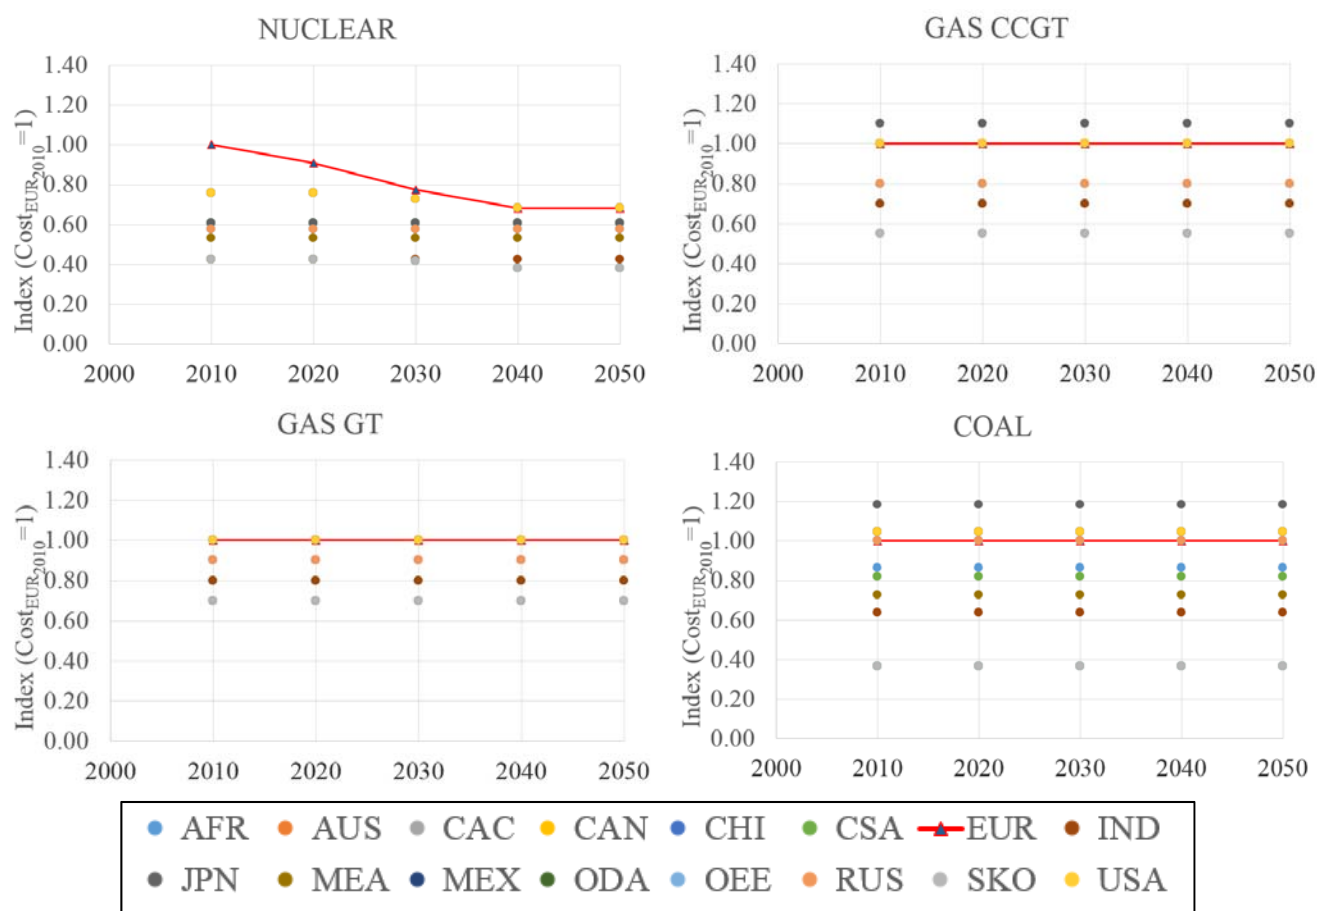 NUCLEAR
Index (Cost_EUR_2010=1)
1.40
1.20
1.00
0.80
0.60
0.40
0.20
0.00
2000 2010 2020 2030 2040 2050
GAS CCGT
Index (Cost_EUR_2010=1)
1.40
1.20
1.00
0.80
0.60
0.40
0.20
0.00
2000 2010 2020 2030 2040 2050
GAS GT
Index (Cost_EUR_2010=1)
1.40
1.20
1.00
0.80
0.60
0.40
0.20
0.00
2000 2010 2020 2030 2040 2050
COAL
Index (Cost_EUR_2010=1)
1.40
1.20
1.00
0.80
0.60
0.40
0.20
0.00
2000 2010 2020 2030 2040 2050
AFR AUS CAC CAN CHI CSA EUR IND
JPN MEA MEX ODA OEE RUS SKO USA